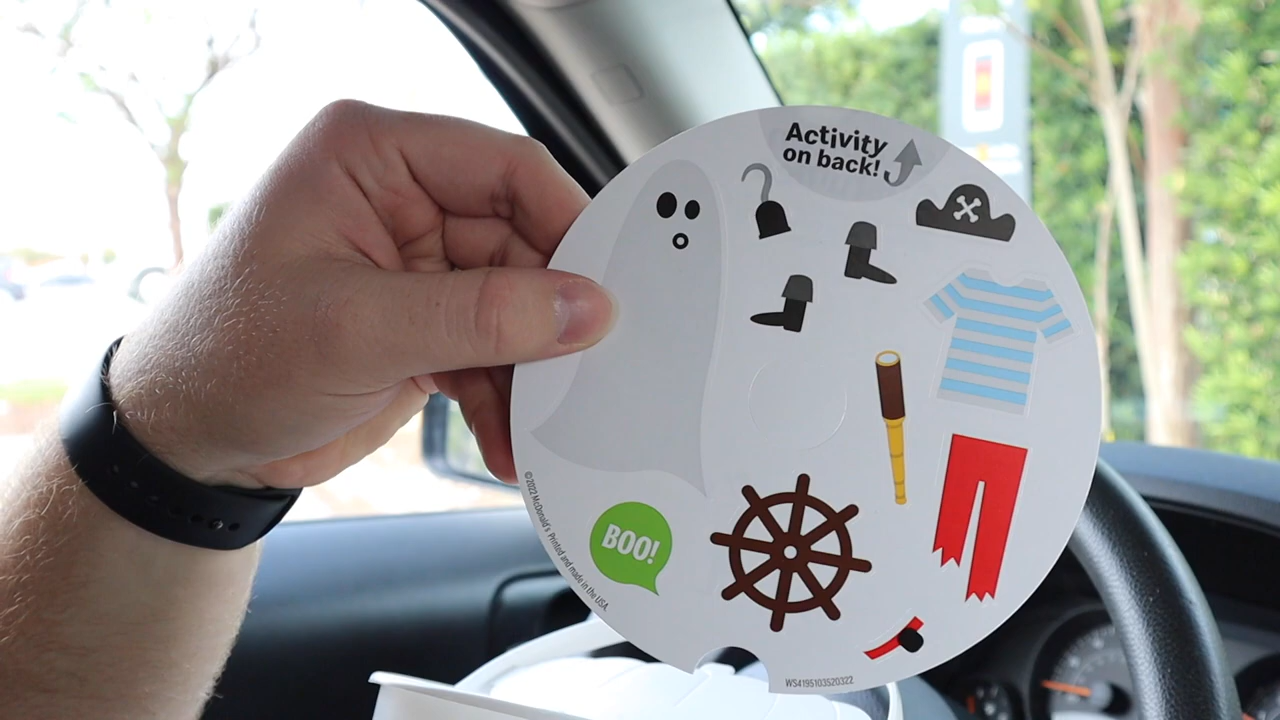 Activity
on back!
BOO!
©2022 McDonald's Printed and made in the USA.
WS4195103520322